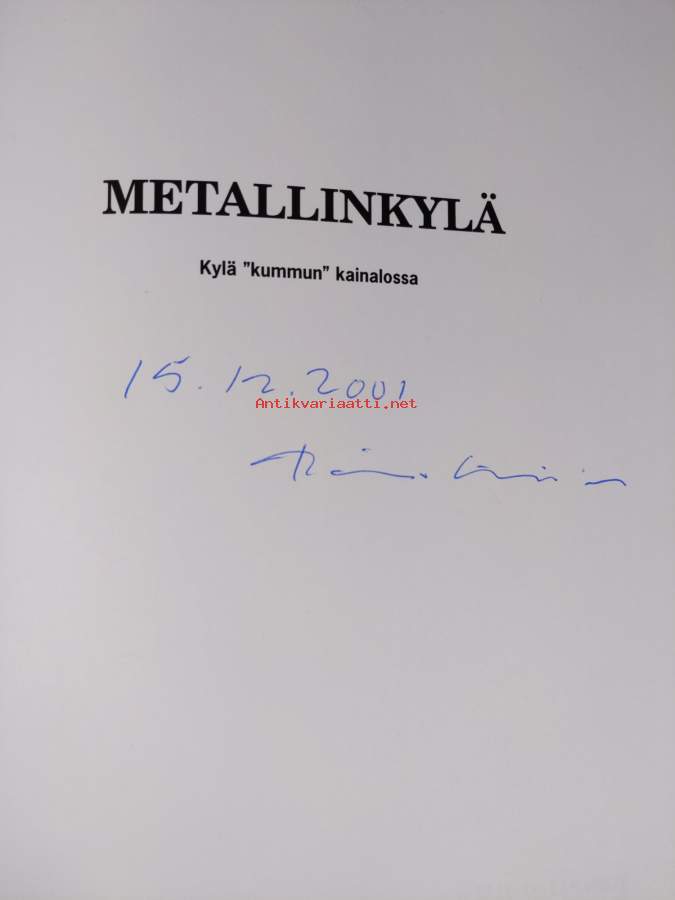 METALLINKYLÄ
Kylä "kummun" kainalossa
15.12.2001
Antikvariaatti.net